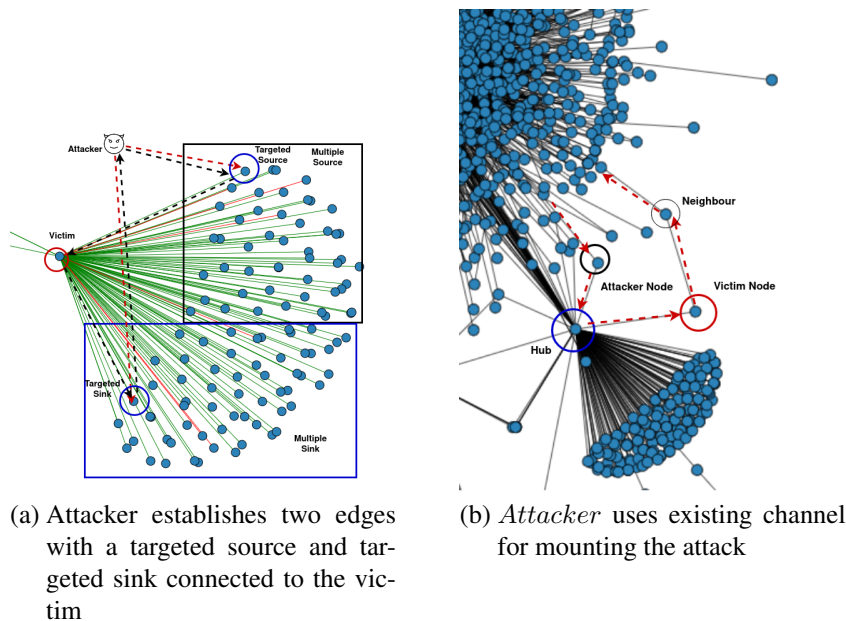 Attacker
Targeted
Source
Multiple
Source
Victim
Targeted
Sink
Multiple
Sink
Neighbour
Attacker Node
Victim Node
Hub
(a) Attacker establishes two edges
with a targeted source and tar-
geted sink connected to the vic-
tim
(b) Attacker uses existing channel
for mounting the attack